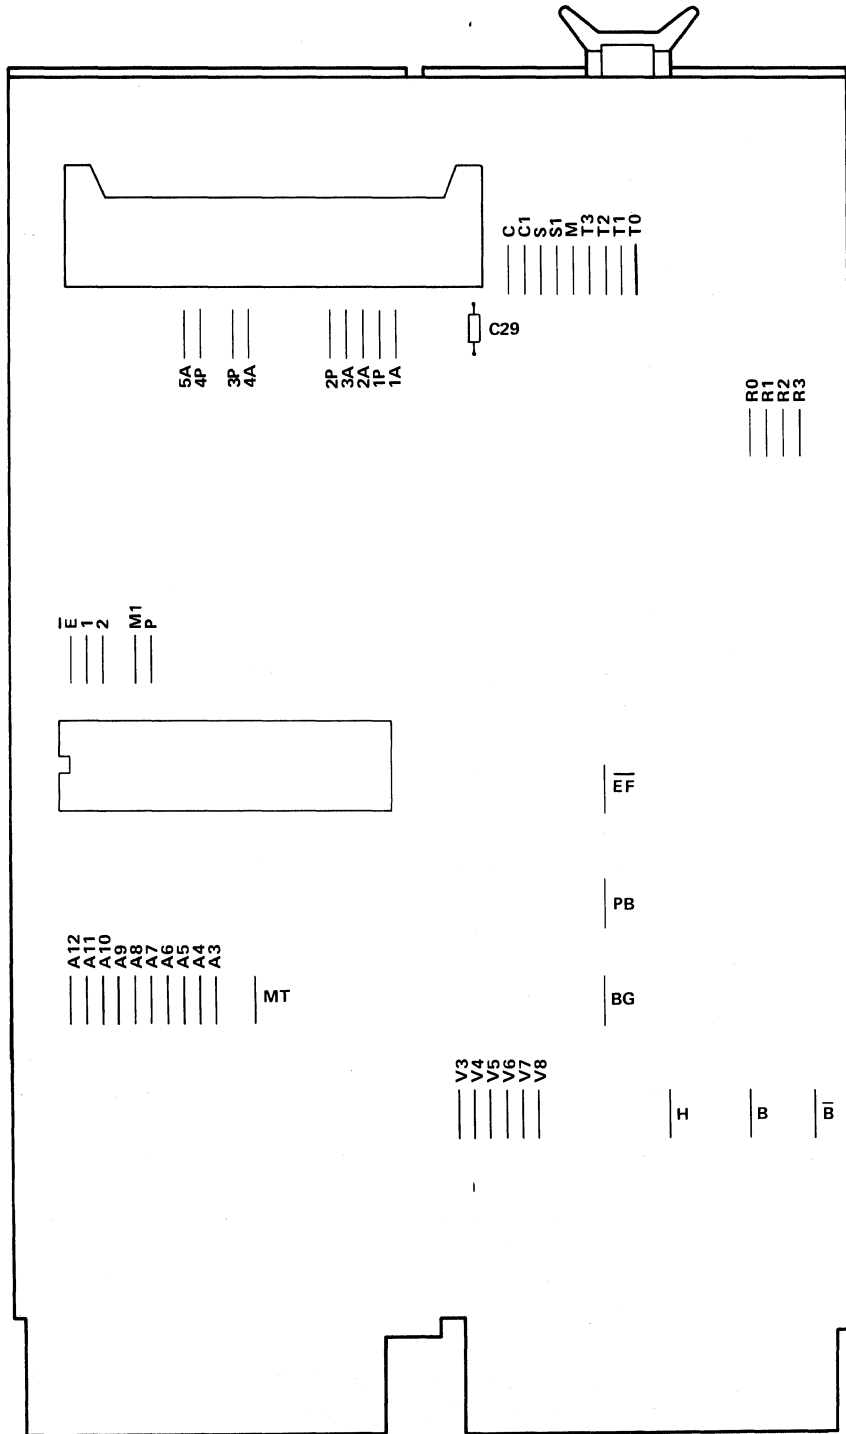 C
C1
S
S1
M
T3
T2
T1
T0
C29
5A
4P
3P
4A
2P
3A
2A
1P
1A
R0
R1
R2
R3
E̅
1
2
M1
P
E̅F̅
PB
A12
A11
A10
A9
A8
A7
A6
A5
A4
A3
MT
BG
V3
V4
V5
V6
V7
V8
H
B
B̅